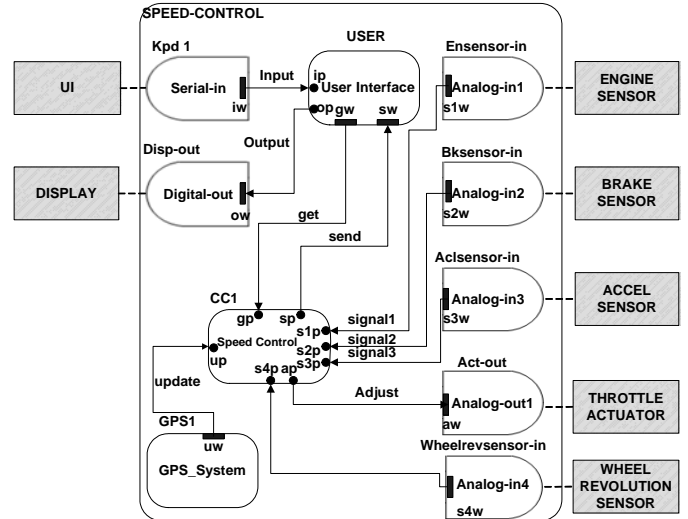 SPEED-CONTROL
Kpd 1
USER
Ensensor-in
UI
Serial-in
iw
Input
ip
User Interface
op
gw
sw
Analog-in1
s1w
ENGINE
SENSOR
Disp-out
Output
Bksensor-in
DISPLAY
Digital-out
ow
get
send
Analog-in2
s2w
BRAKE
SENSOR
Aclsensor-in
Analog-in3
s3w
ACCEL
SENSOR
CC1
gp
sp
s1p
signal1
Speed Control
s2p
signal2
up
s3p
signal3
s4p
ap
update
Adjust
Act-out
Analog-out1
aw
THROTTLE
ACTUATOR
GPS1
uw
GPS_System
Wheelrevsensor-in
Analog-in4
s4w
WHEEL
REVOLUTION
SENSOR